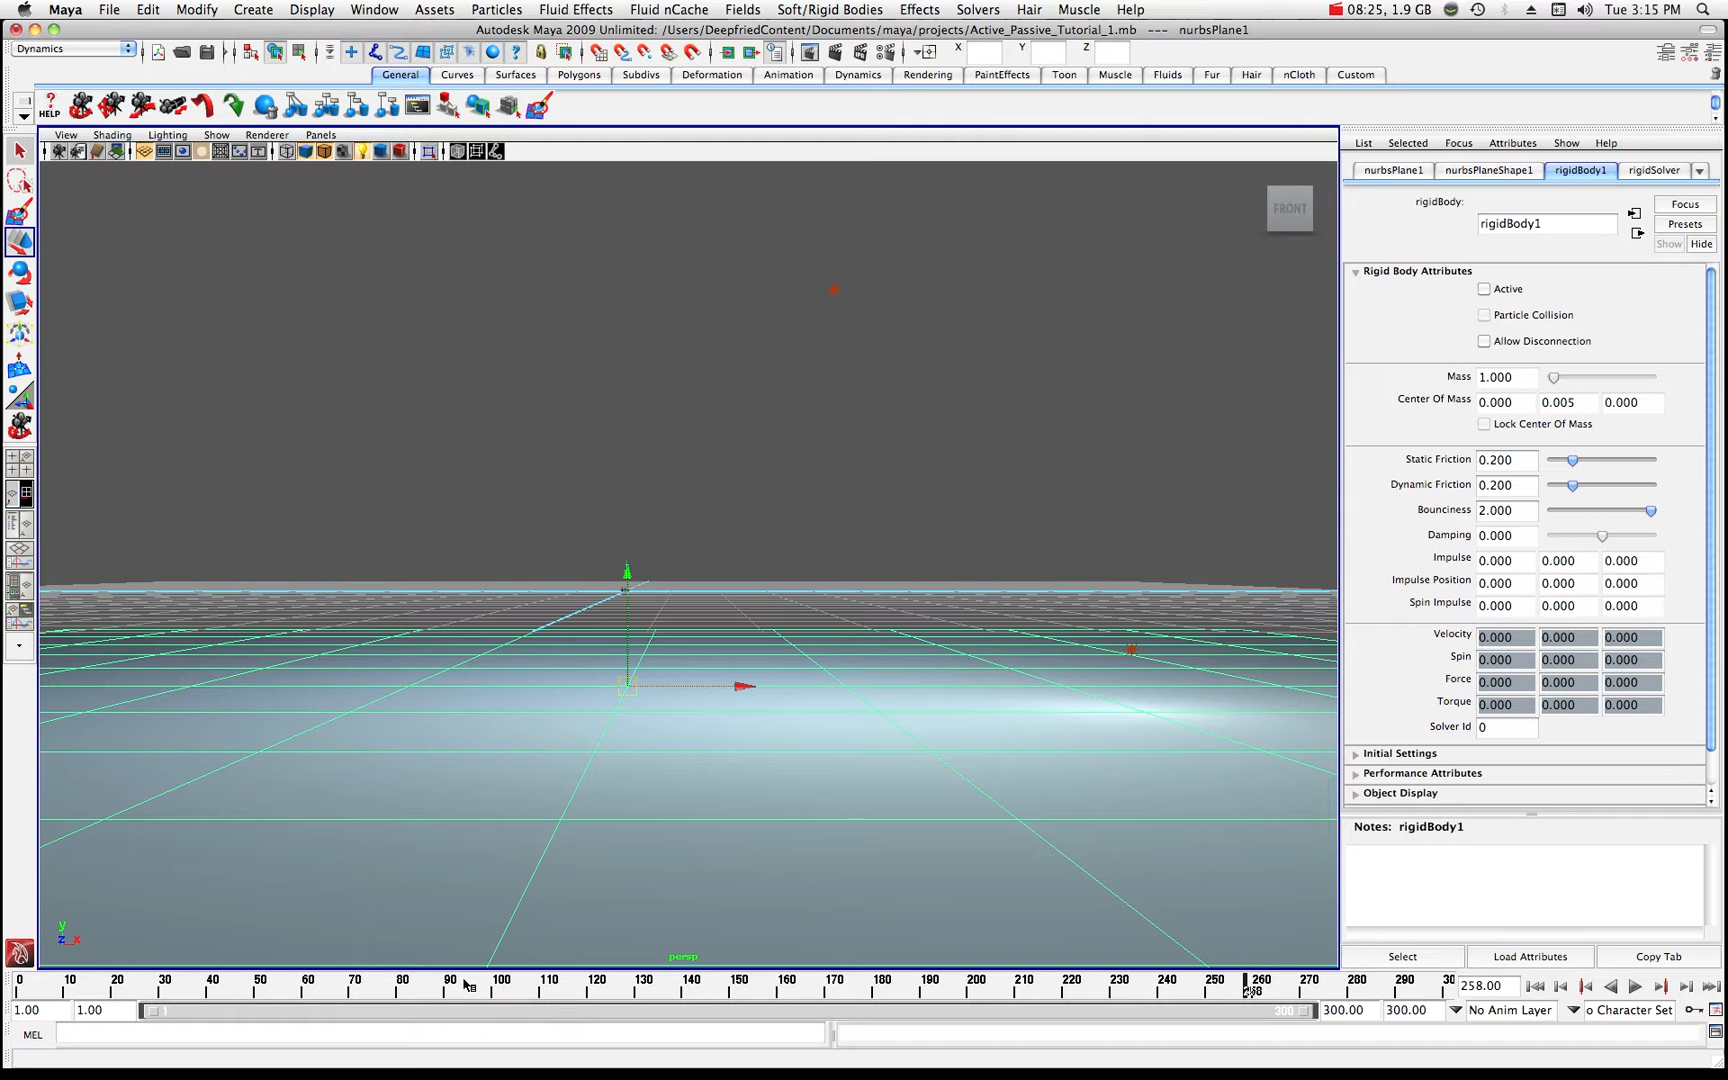 Maya File Edit Modify Create Display Window Assets Particles Fluid Effects Fluid nCache Fields Soft/Rigid Bodies Effects Solvers Hair Muscle Help 08:25, 1.9 GB Tue 3:15 PM
Autodesk Maya 2009 Unlimited: /Users/DeepfriedContent/Documents/maya/projects/Active_Passive_Tutorial_1.mb --- nurbsPlane1
Dynamics X Y Z
General Curves Surfaces Polygons Subdivs Deformation Animation Dynamics Rendering PaintEffects Toon Muscle Fluids Fur Hair nCloth Custom
HELP
View Shading Lighting Show Renderer Panels
List Selected Focus Attributes Show Help
nurbsPlane1 nurbsPlaneShape1 rigidBody1 rigidSolver
FRONT
rigidBody: Focus
rigidBody1 Presets
Show Hide
Rigid Body Attributes
Active
Particle Collision
Allow Disconnection
Mass 1.000
Center Of Mass 0.000 0.005 0.000
Lock Center Of Mass
Static Friction 0.200
Dynamic Friction 0.200
Bounciness 2.000
Damping 0.000
Impulse 0.000 0.000 0.000
Impulse Position 0.000 0.000 0.000
Spin Impulse 0.000 0.000 0.000
Velocity 0.000 0.000 0.000
Spin 0.000 0.000 0.000
Force 0.000 0.000 0.000
Torque 0.000 0.000 0.000
Solver Id 0
Initial Settings
Performance Attributes
Object Display
Notes: rigidBody1
y
z x
persp
Select Load Attributes Copy Tab
0 10 20 30 40 50 60 70 80 90 100 110 120 130 140 150 160 170 180 190 200 210 220 230 240 250 260 270 280 290 30 258.00
1.00 1.00 1 300 300.00 300.00 No Anim Layer o Character Set
MEL